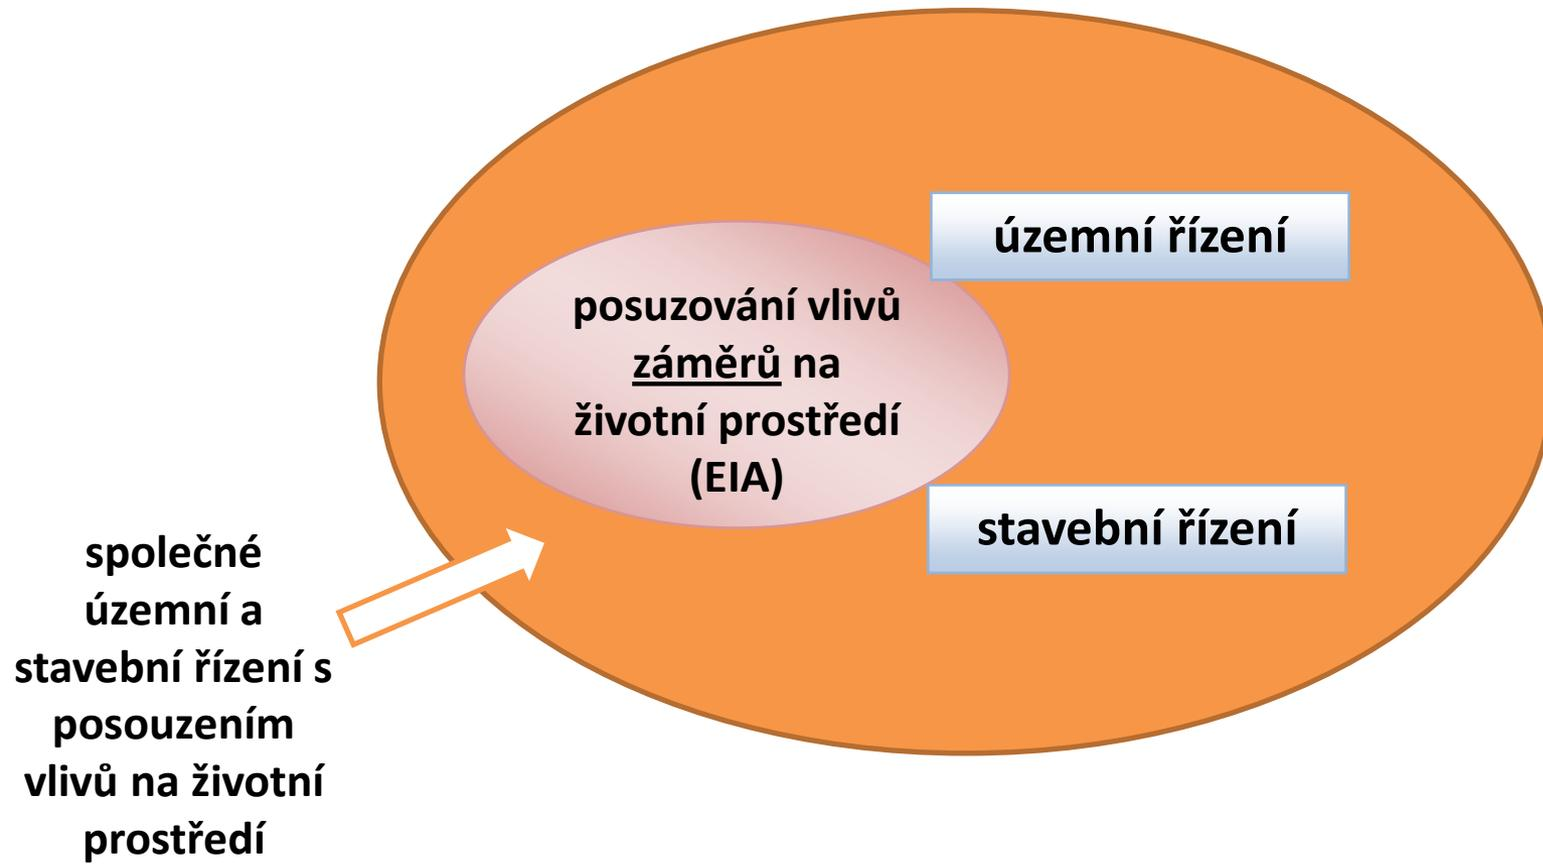 územní řízení
posuzování vlivů
záměrů na
životní prostředí
(EIA)
stavební řízení
společné
územní a
stavební řízení s
posouzením
vlivů na životní
prostředí